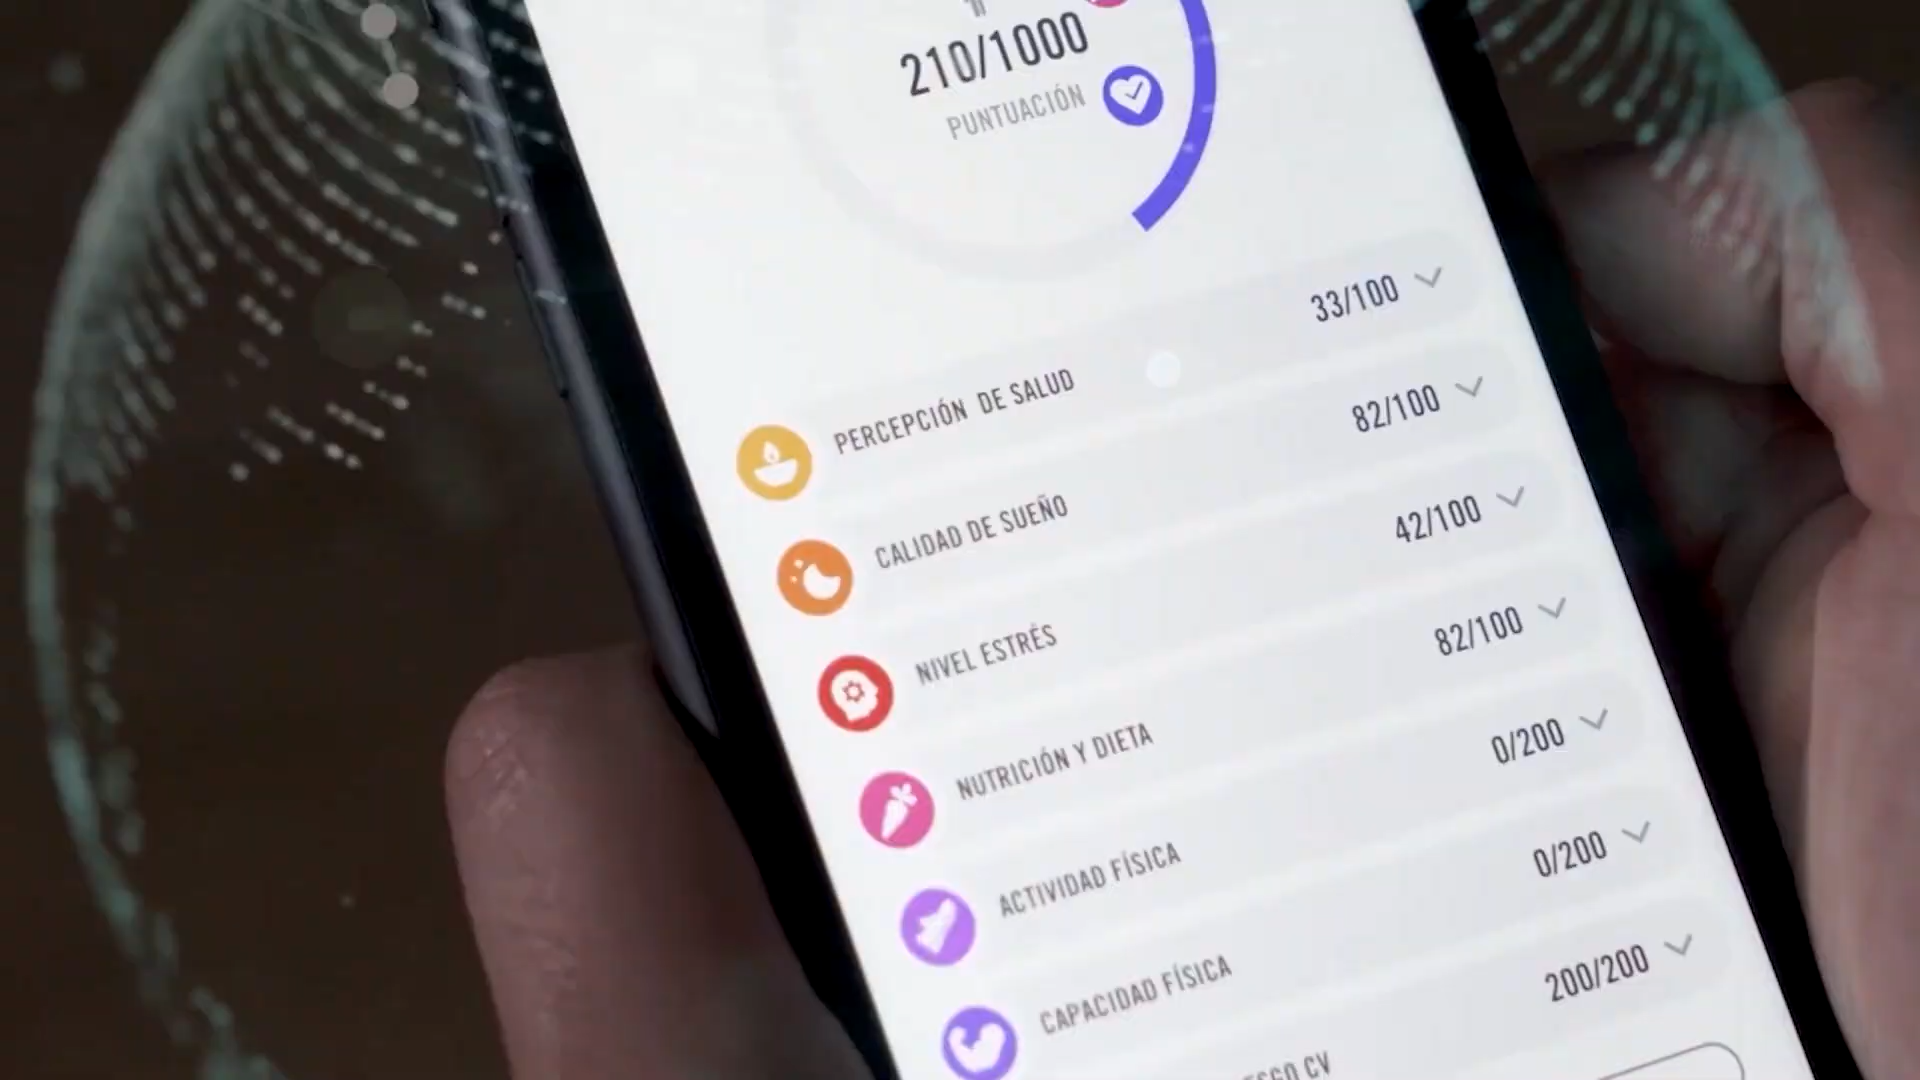 210/1000
PUNTUACIÓN
33/100
PERCEPCIÓN DE SALUD
82/100
CALIDAD DE SUEÑO
42/100
NIVEL ESTRÉS
82/100
NUTRICIÓN Y DIETA
0/200
ACTIVIDAD FÍSICA
0/200
CAPACIDAD FÍSICA
200/200
CV